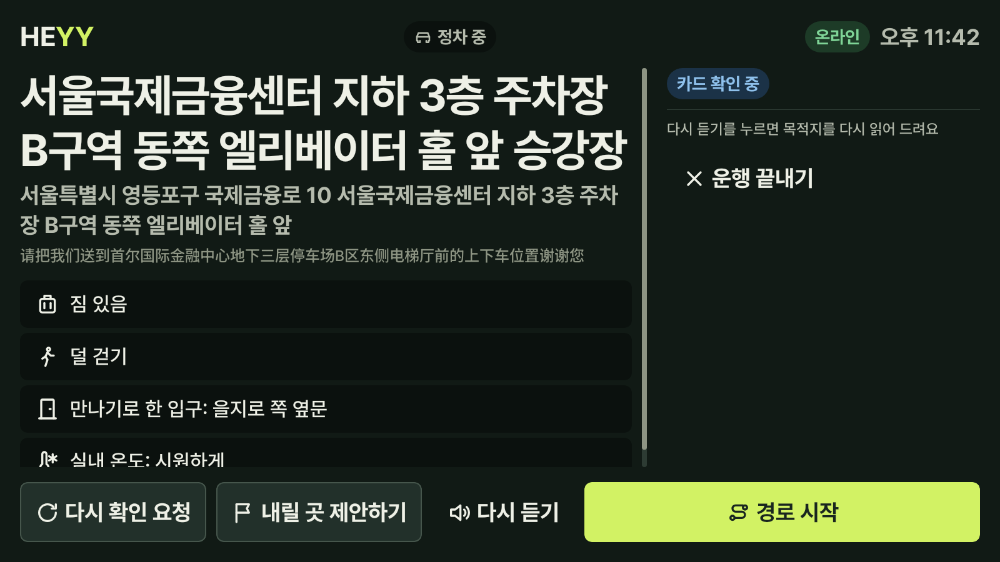 HEYY
정차 중
온라인
오후 11:42
서울국제금융센터 지하 3층 주차장
B구역 동쪽 엘리베이터 홀 앞 승강장
서울특별시 영등포구 국제금융로 10 서울국제금융센터 지하 3층 주차
장 B구역 동쪽 엘리베이터 홀 앞
请把我们送到首尔国际金融中心地下三层停车场B区东侧电梯厅前的上下车位置谢谢您
짐 있음
덜 걷기
만나기로 한 입구: 을지로 쪽 옆문
실내 온도: 시원하게
카드 확인 중
다시 듣기를 누르면 목적지를 다시 읽어 드려요
운행 끝내기
다시 확인 요청
내릴 곳 제안하기
다시 듣기
경로 시작